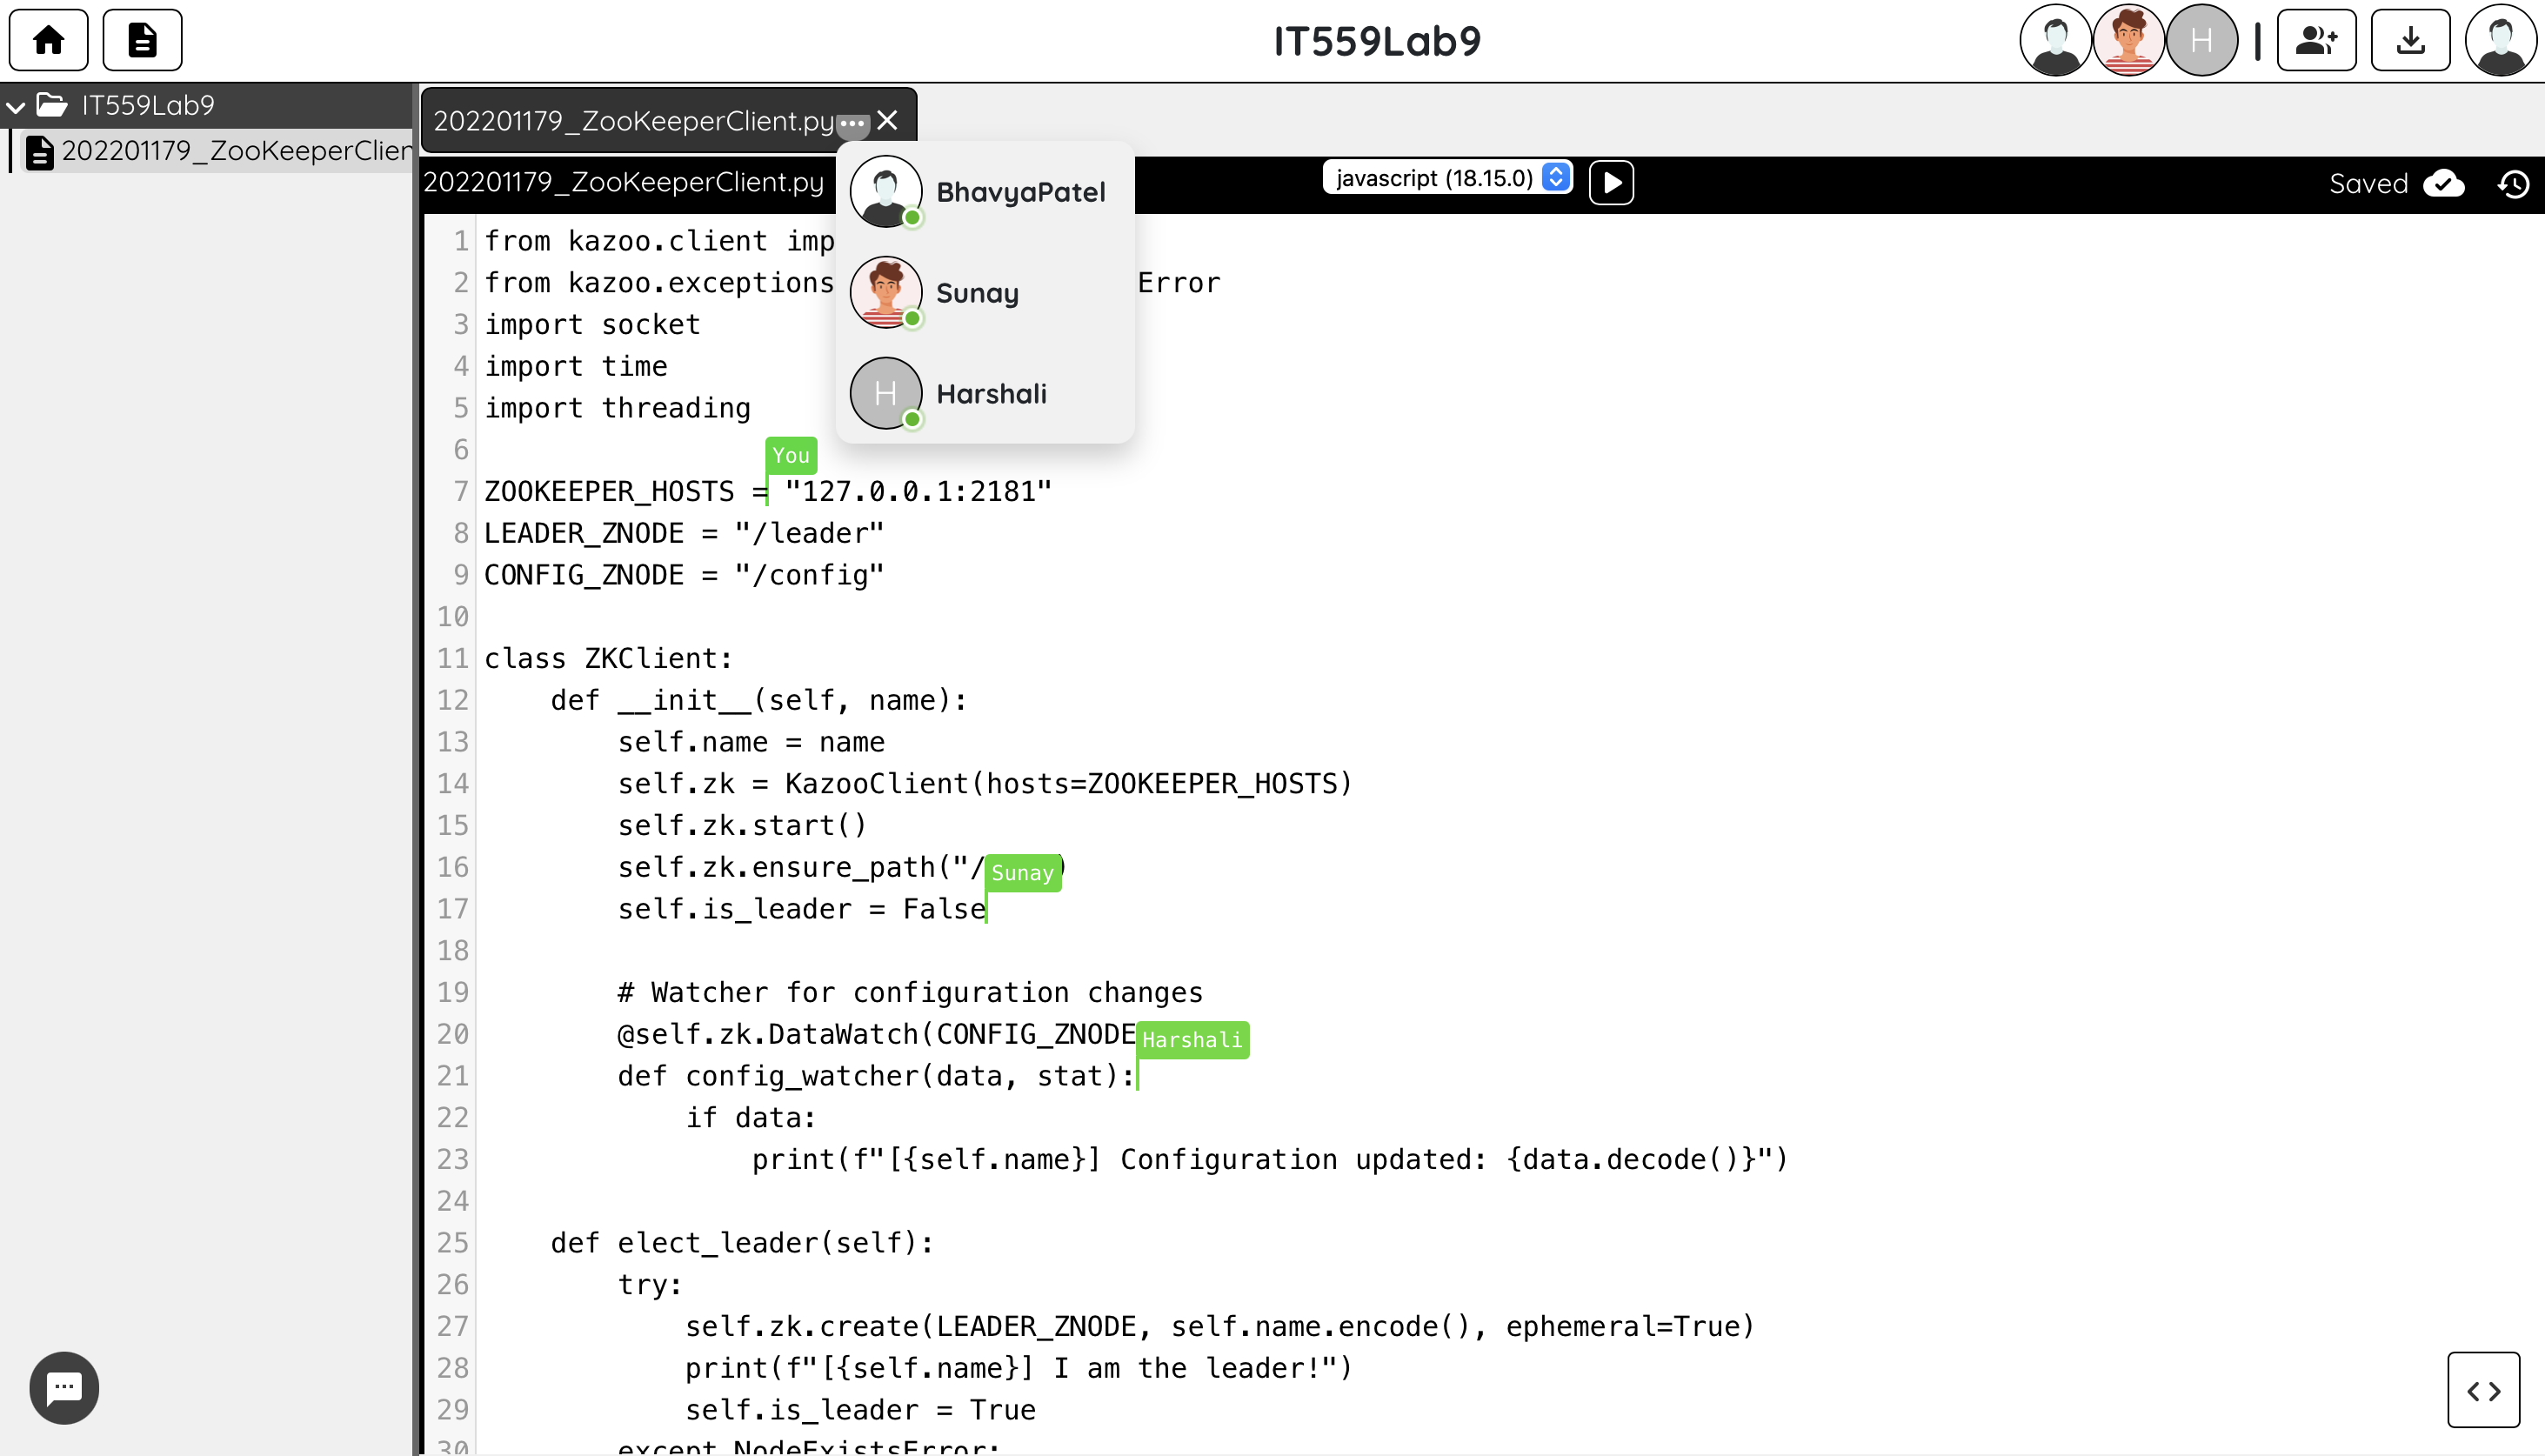 IT559Lab9
H
IT559Lab9
202201179_ZooKeeperClien
202201179_ZooKeeperClient.py
202201179_ZooKeeperClient.py
javascript (18.15.0)
Saved
BhavyaPatel
Sunay
H Harshali
1 from kazoo.client imp
2 from kazoo.exceptions Error
3 import socket
4 import time
5 import threading
6
You
7 ZOOKEEPER_HOSTS = "127.0.0.1:2181"
8 LEADER_ZNODE = "/leader"
9 CONFIG_ZNODE = "/config"
10
11 class ZKClient:
12 def __init__(self, name):
13 self.name = name
14 self.zk = KazooClient(hosts=ZOOKEEPER_HOSTS)
15 self.zk.start()
16 self.zk.ensure_path("/ )
Sunay
17 self.is_leader = False
18
19 # Watcher for configuration changes
20 @self.zk.DataWatch(CONFIG_ZNODE
Harshali
21 def config_watcher(data, stat):
22 if data:
23 print(f"[{self.name}] Configuration updated: {data.decode()}")
24
25 def elect_leader(self):
26 try:
27 self.zk.create(LEADER_ZNODE, self.name.encode(), ephemeral=True)
28 print(f"[{self.name}] I am the leader!")
29 self.is_leader = True
30 except NodeExistsError: